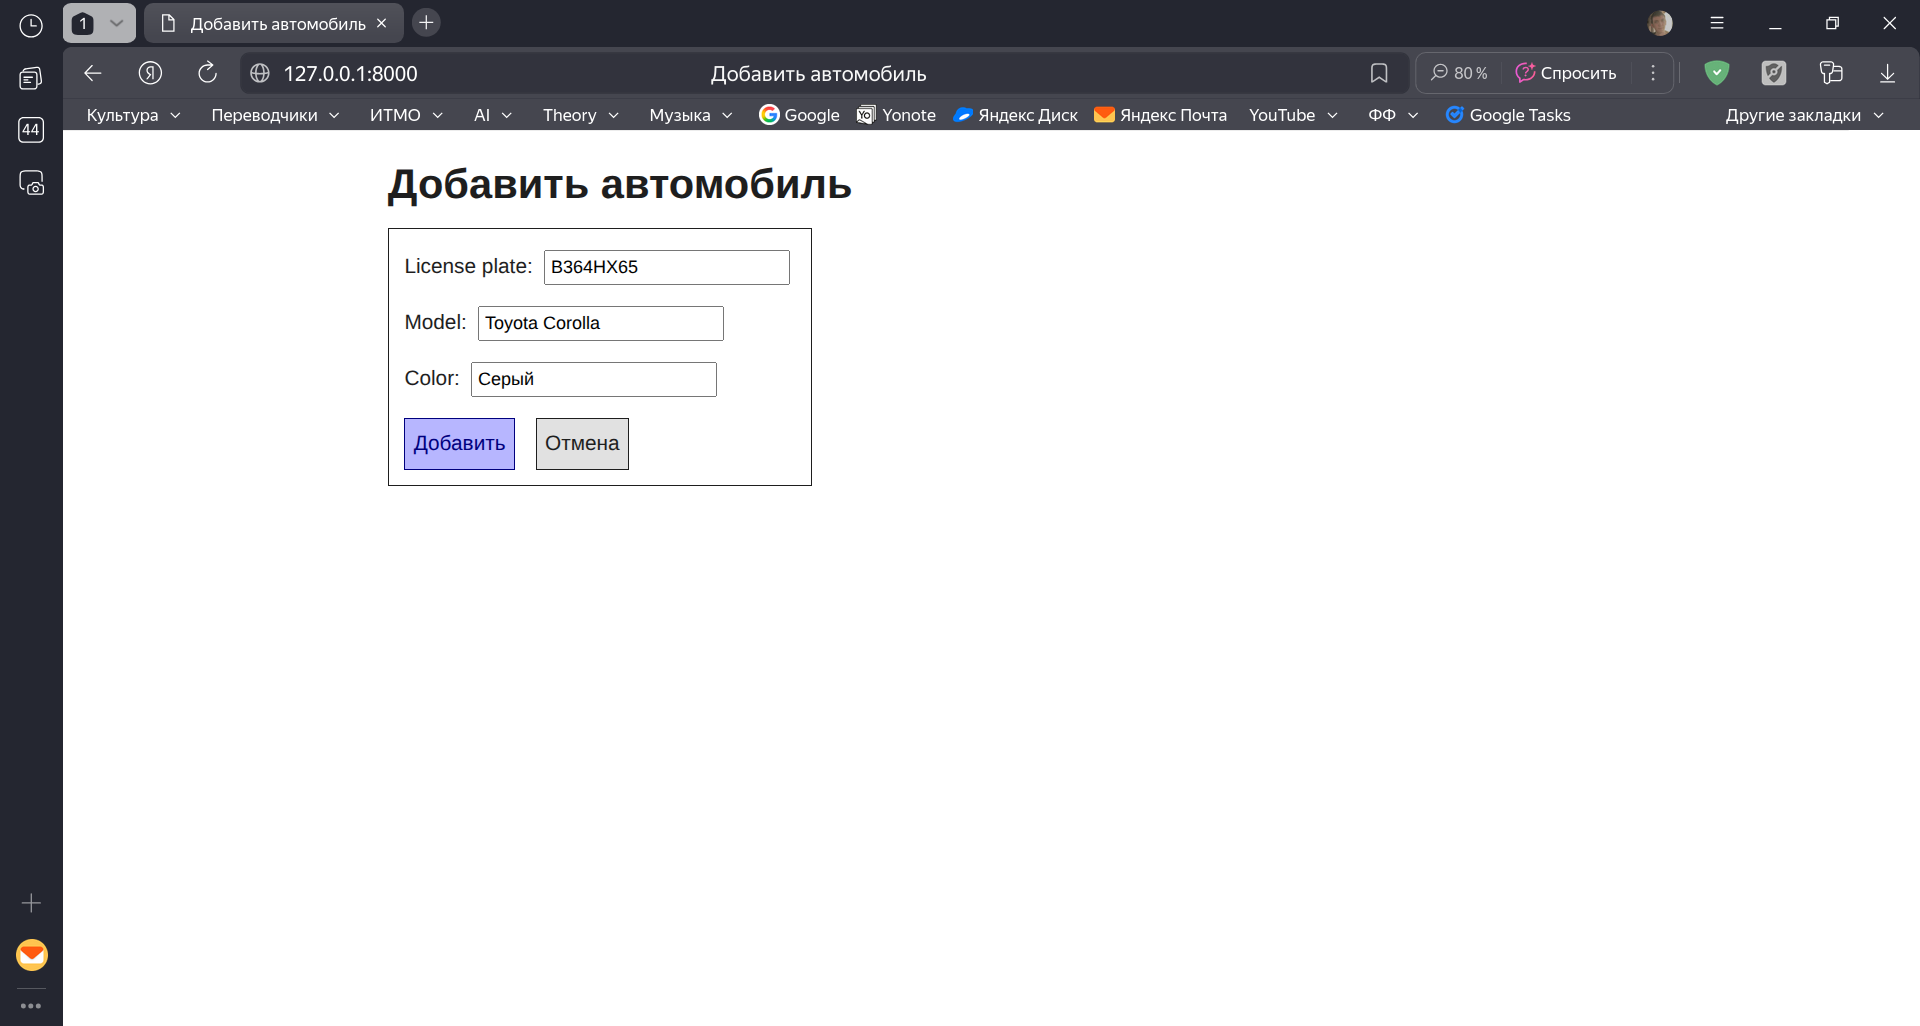 1
Добавить автомобиль
127.0.0.1:8000
Добавить автомобиль
80 %
Спросить
Культура
Переводчики
ИТМО
AI
Theory
Музыка
Google
Yonote
Яндекс Диск
Яндекс Почта
YouTube
ФФ
Google Tasks
Другие закладки
44
Добавить автомобиль
License plate: В364НХ65
Model: Toyota Corolla
Color: Серый
Добавить Отмена